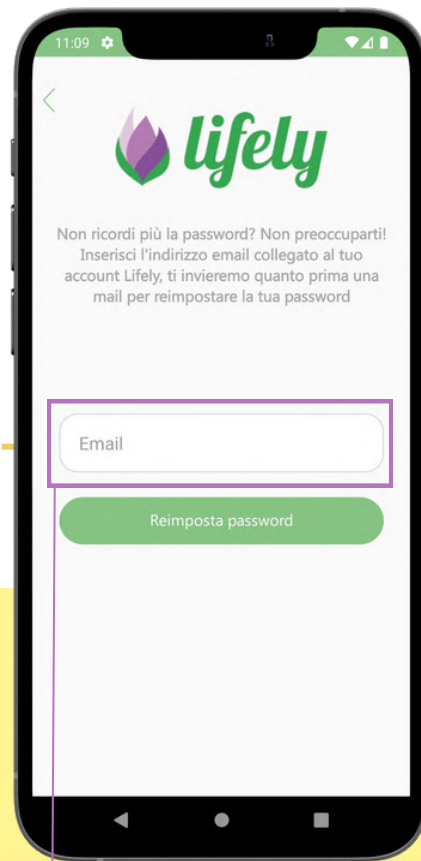 11:09
lifely
Non ricordi più la password? Non preoccuparti!
Inserisci l'indirizzo email collegato al tuo
account Lifely, ti invieremo quanto prima una
mail per reimpostare la tua password
Email
Reimposta password